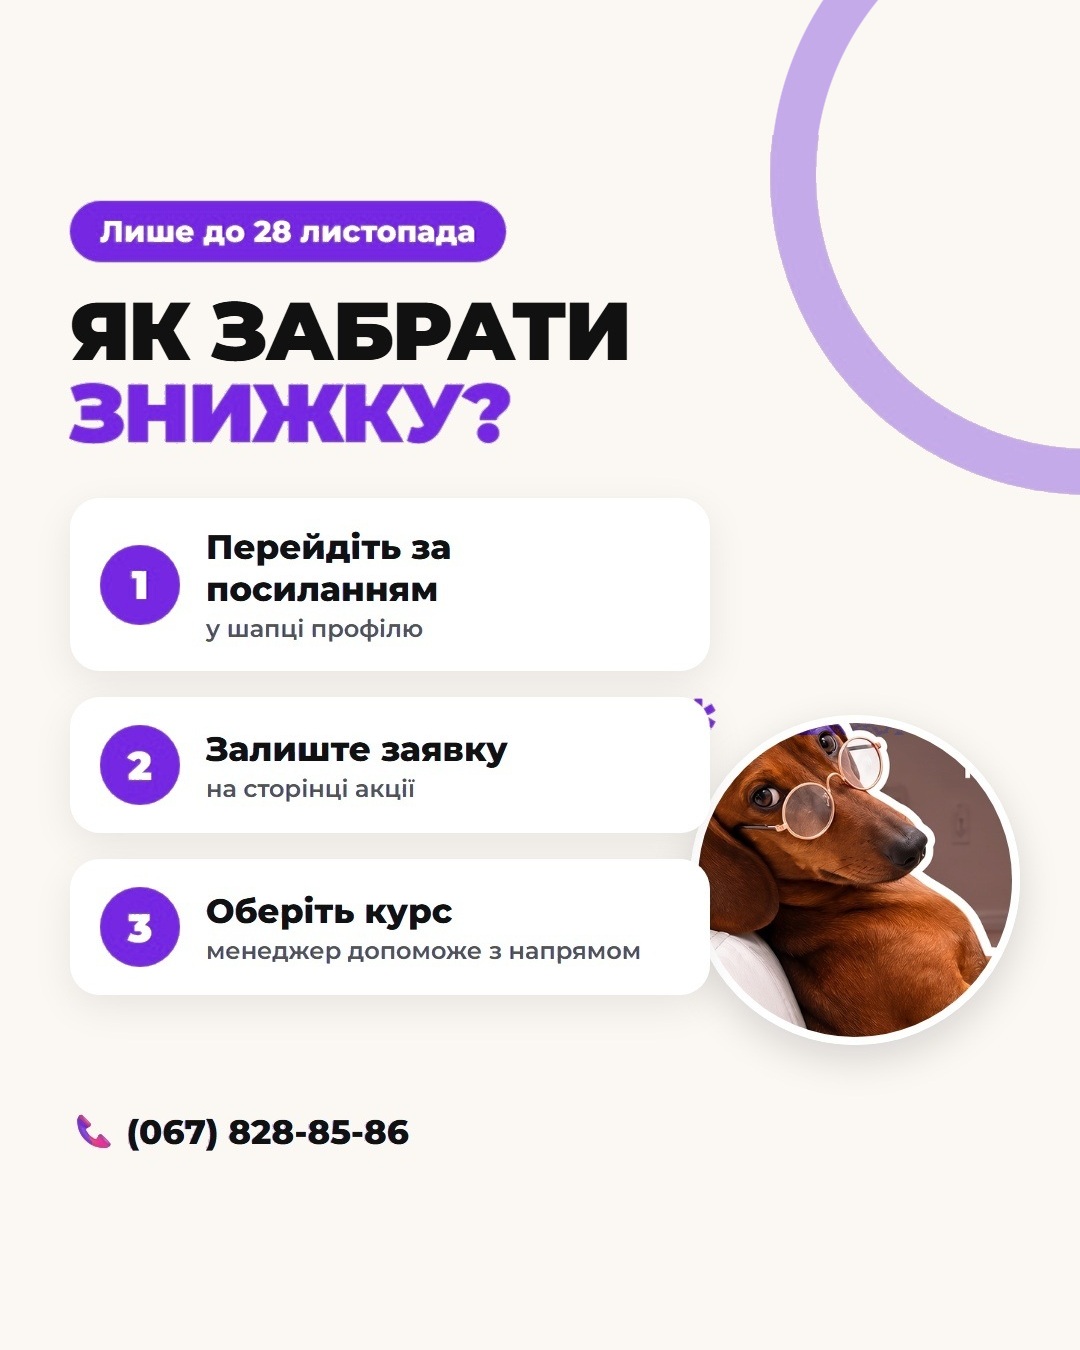 Лише до 28 листопада
ЯК ЗАБРАТИ
ЗНИЖКУ?
1
Перейдіть за
посиланням
у шапці профілю
2
Залиште заявку
на сторінці акції
3
Оберіть курс
менеджер допоможе з напрямом
(067) 828-85-86